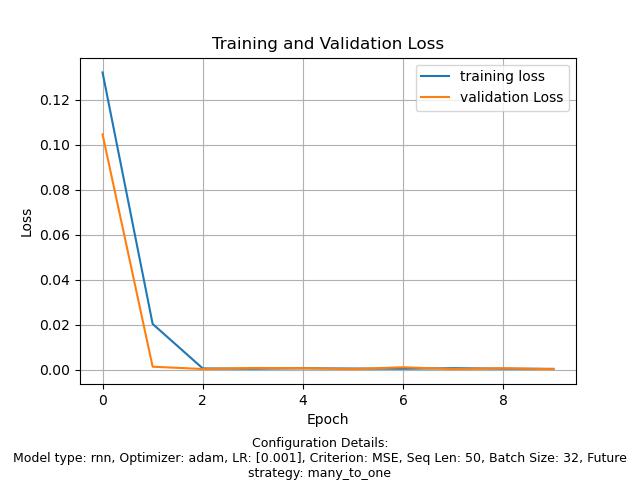 Training and Validation Loss
training loss
validation Loss
0.12
0.10
0.08
0.06
0.04
0.02
0.00
Loss
0 2 4 6 8
Epoch
Configuration Details:
Model type: rnn, Optimizer: adam, LR: [0.001], Criterion: MSE, Seq Len: 50, Batch Size: 32, Future
strategy: many_to_one